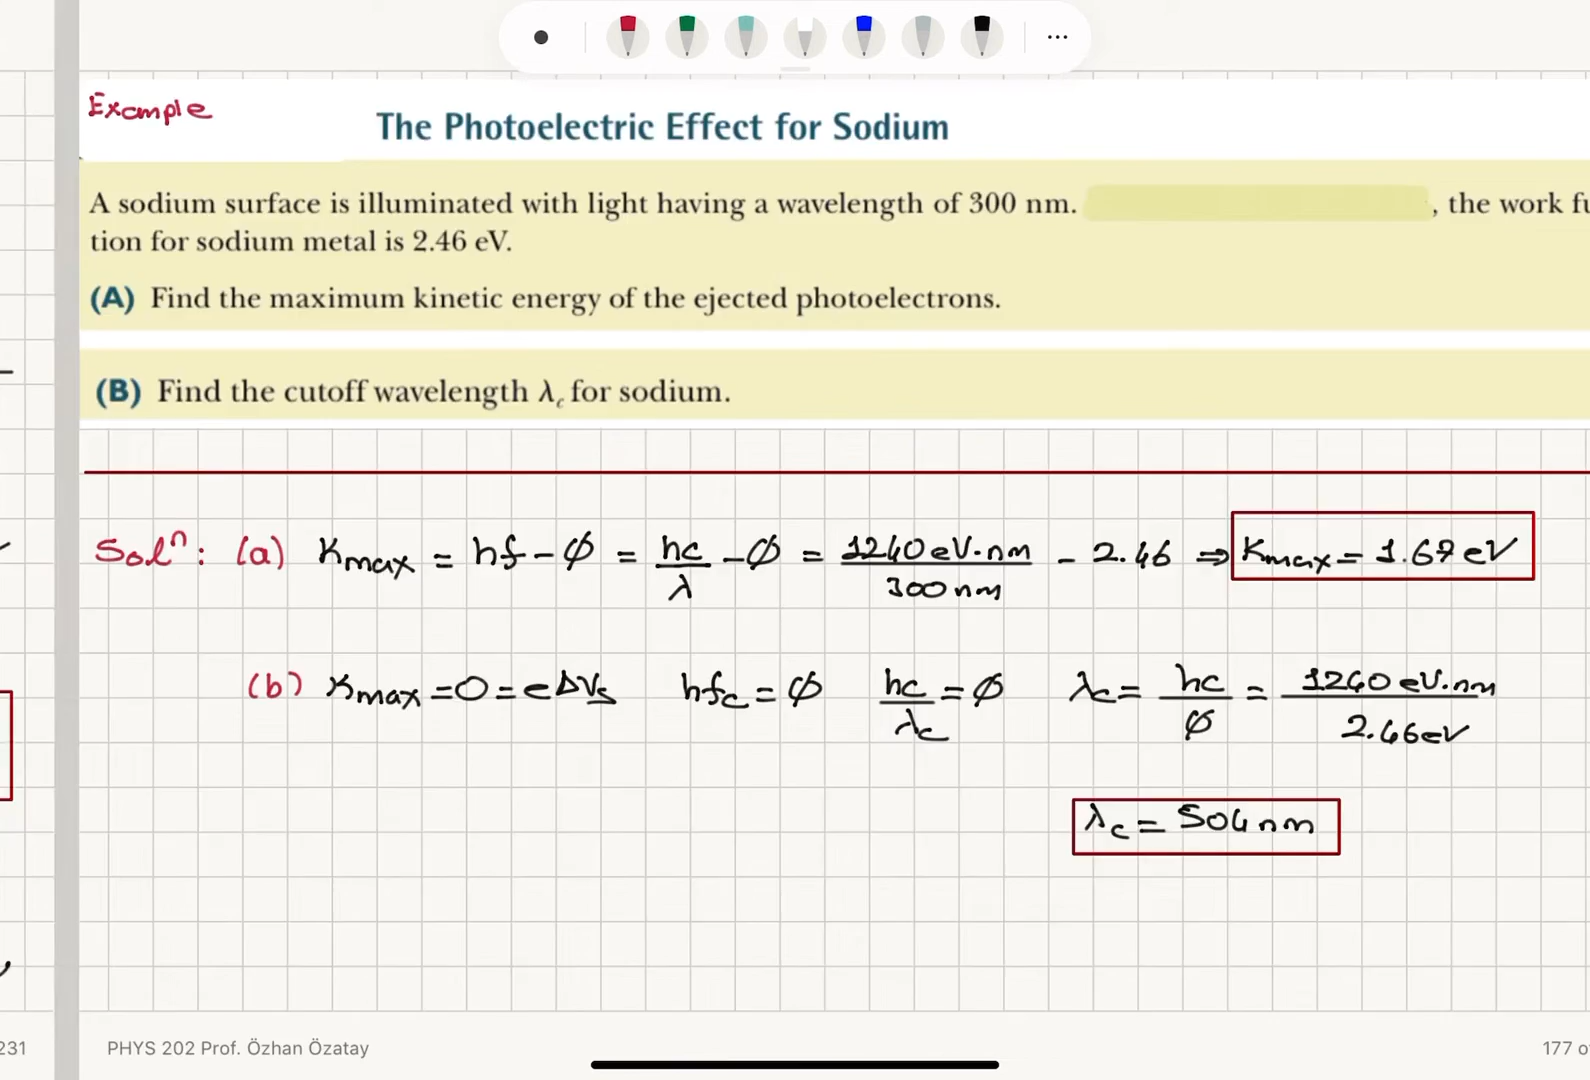 Example
The Photoelectric Effect for Sodium
A sodium surface is illuminated with light having a wavelength of 300 nm. , the work fu
tion for sodium metal is 2.46 eV.
(A) Find the maximum kinetic energy of the ejected photoelectrons.
(B) Find the cutoff wavelength λc for sodium.
Solⁿ: (a) Kmax = hf - ϕ = hc/λ - ϕ = 1240 eV·nm/300 nm - 2.46 ⇒ Kmax = 1.67 eV
(b) Kmax = 0 = eΔVs hfc = ϕ hc/λc = ϕ λc = hc/ϕ = 1240 eV·nm/2.46 eV
λc = 504 nm
231 PHYS 202 Prof. Özhan Özatay 177 o